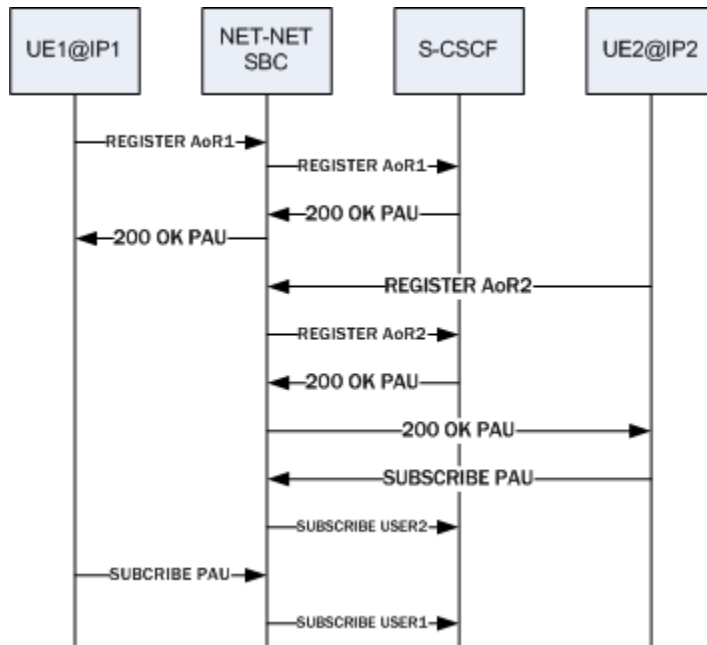 UE1@IP1
NET-NET
SBC
S-CSCF
UE2@IP2
REGISTER AoR1
REGISTER AoR1
200 OK PAU
200 OK PAU
REGISTER AoR2
REGISTER AoR2
200 OK PAU
200 OK PAU
SUBSCRIBE PAU
SUBSCRIBE USER2
SUBCRIBE PAU
SUBSCRIBE USER1